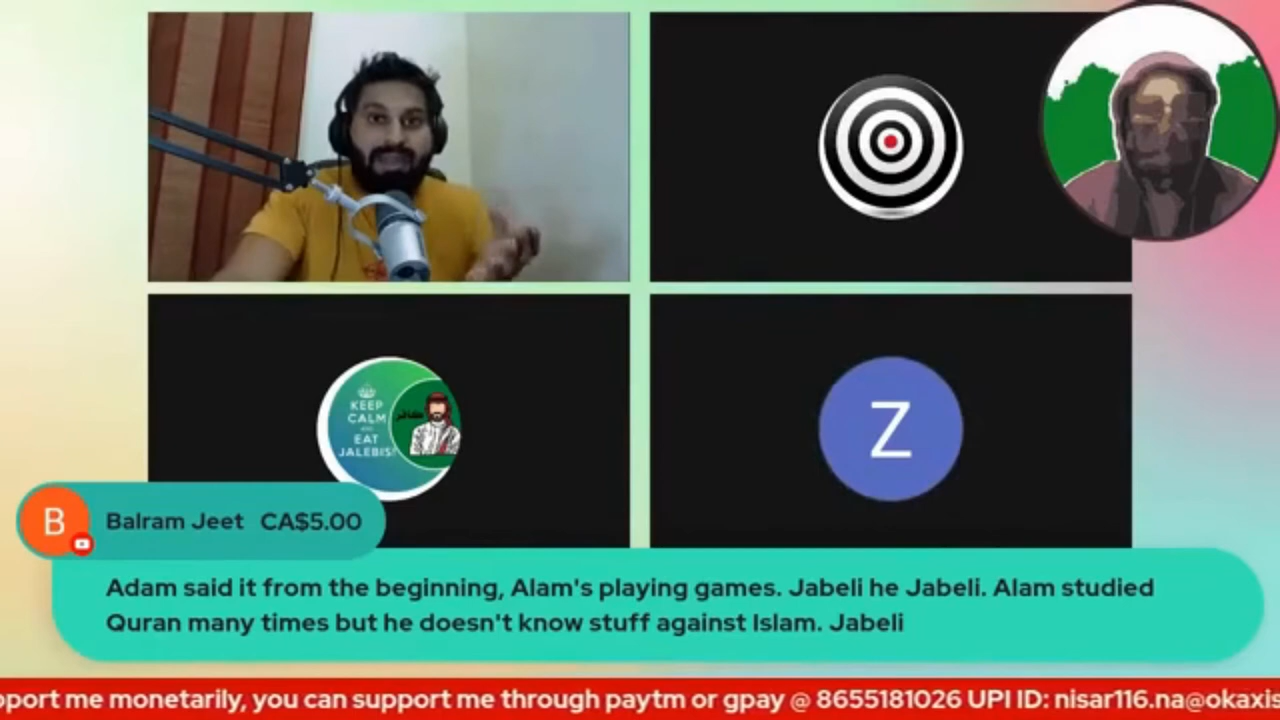 KEEP
CALM
AND
EAT
JALEBIS!
كافر
Z
B
Balram Jeet CA$5.00
Adam said it from the beginning, Alam's playing games. Jabeli he Jabeli. Alam studied
Quran many times but he doesn't know stuff against Islam. Jabeli
pport me monetarily, you can support me through paytm or gpay @ 8655181026 UPI ID: nisar116.na@okaxis